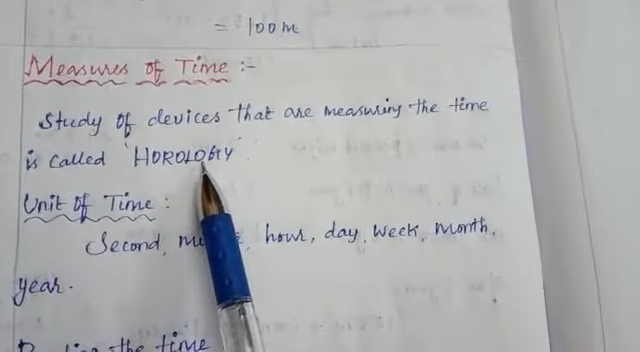 = 100m
Measures of Time :-
Study of devices that are measuring the time
is called 'HOROLOGY'.
Unit of Time :
Second, hour, day, week, month,
year.
the time